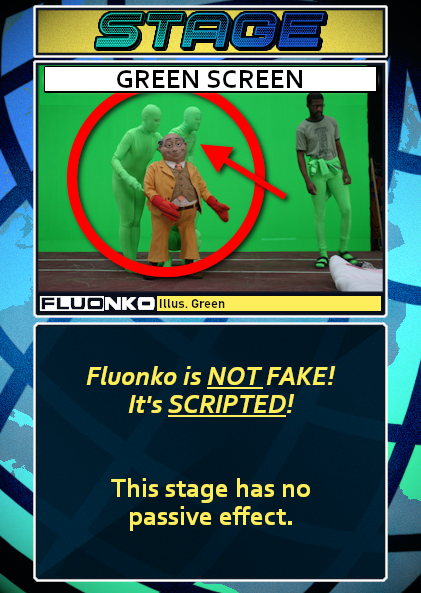 STAGE
GREEN SCREEN
FLUONKO Illus. Green
Fluonko is NOT FAKE!
It's SCRIPTED!
This stage has no
passive effect.